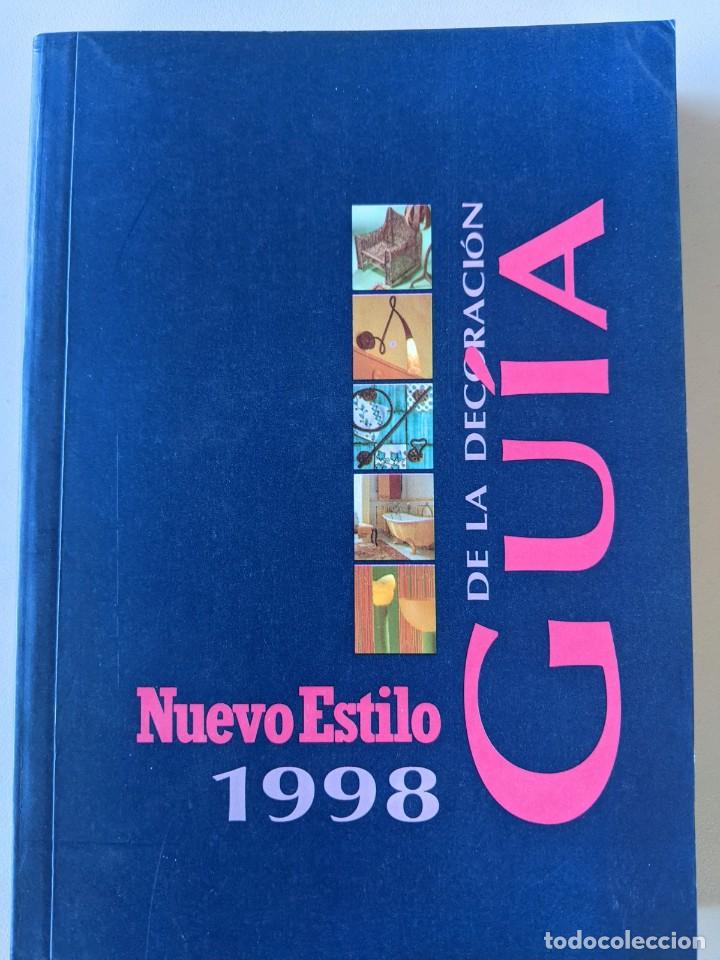 GUÍA
DE LA DECORACIÓN
Nuevo Estilo
1998
todocoleccion